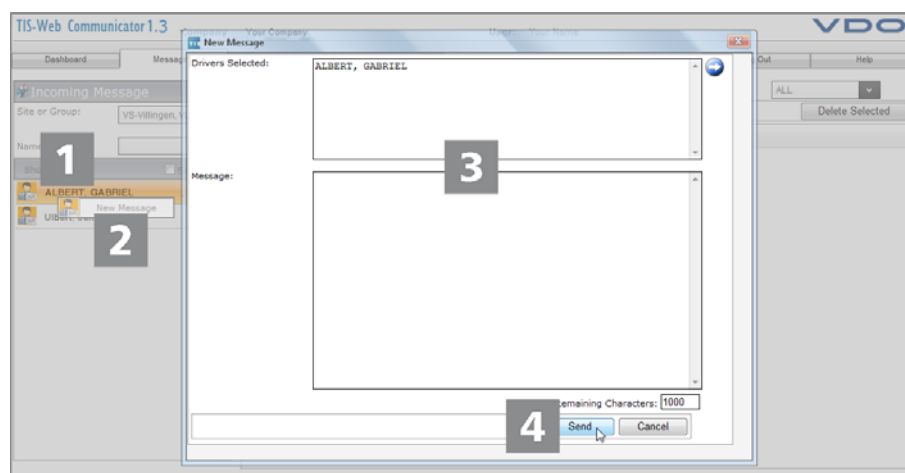 TIS-Web Communicator 1.3
Company: Your Company
User: Your Name
VDO
Dashboard
Messag
Out
Help
Incoming Message
ALL
Site or Group:
VS-Villingen, V
Delete Selected
Name
1
ALBERT, GABRIEL
New Message
2
New Message
Drivers Selected:
ALBERT, GABRIEL
3
Message:
Remaining Characters: 1000
4
Send
Cancel